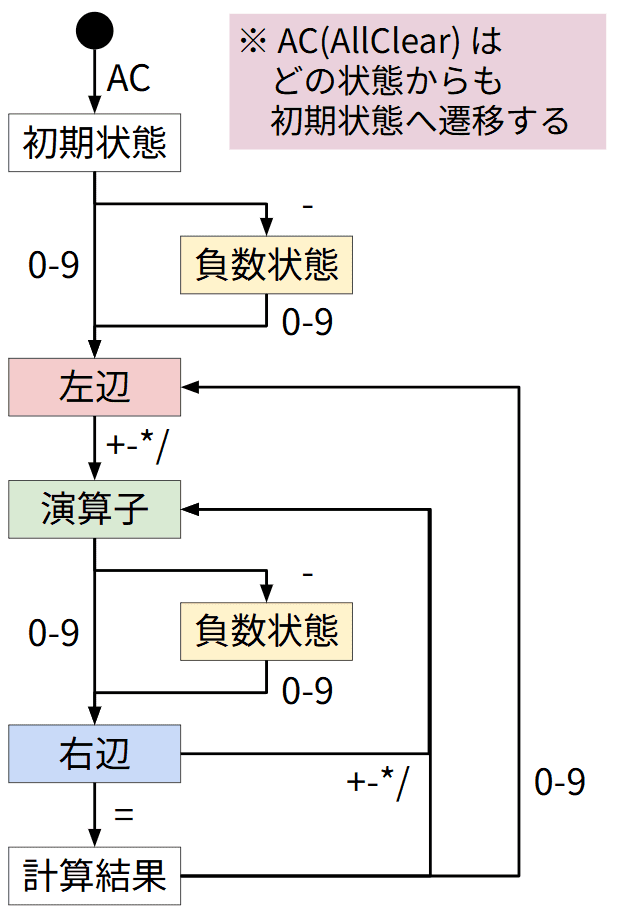 ※ AC(AllClear) は
どの状態からも
初期状態へ遷移する
AC
初期状態
-
0-9
負数状態
0-9
左辺
+-*/
演算子
-
0-9
負数状態
0-9
右辺
+-*/
0-9
=
計算結果